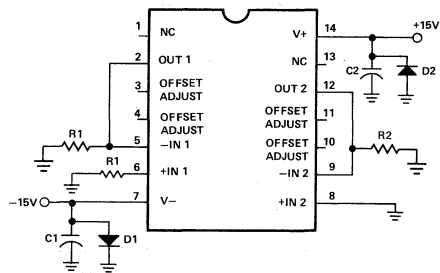 1 NC
2 OUT 1
3 OFFSET
ADJUST
4 OFFSET
ADJUST
5 −IN 1
6 +IN 1
7 V−
R1
R1
−15V
C1
D1
V+ 14
+15V
NC 13
C2
D2
OUT 2 12
OFFSET
ADJUST 11
OFFSET
ADJUST 10
R2
−IN 2 9
+IN 2 8